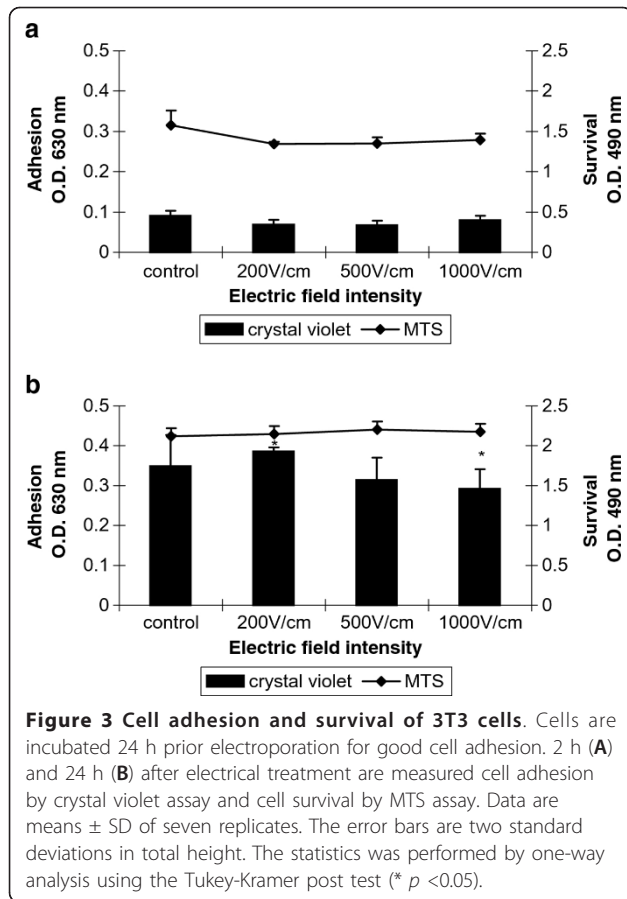 a
0.5
0.4
0.3
0.2
0.1
0
Adhesion
O.D. 630 nm
2.5
2
1.5
1
0.5
0
Survival
O.D. 490 nm
control 200V/cm 500V/cm 1000V/cm
Electric field intensity
crystal violet MTS
b
0.5
0.4
0.3
0.2
0.1
0
Adhesion
O.D. 630 nm
* *
2.5
2
1.5
1
0.5
0
Survival
O.D. 490 nm
control 200V/cm 500V/cm 1000V/cm
Electric field intensity
crystal violet MTS
Figure 3 Cell adhesion and survival of 3T3 cells. Cells are
incubated 24 h prior electroporation for good cell adhesion. 2 h (A)
and 24 h (B) after electrical treatment are measured cell adhesion
by crystal violet assay and cell survival by MTS assay. Data are
means ± SD of seven replicates. The error bars are two standard
deviations in total height. The statistics was performed by one-way
analysis using the Tukey-Kramer post test (* p <0.05).